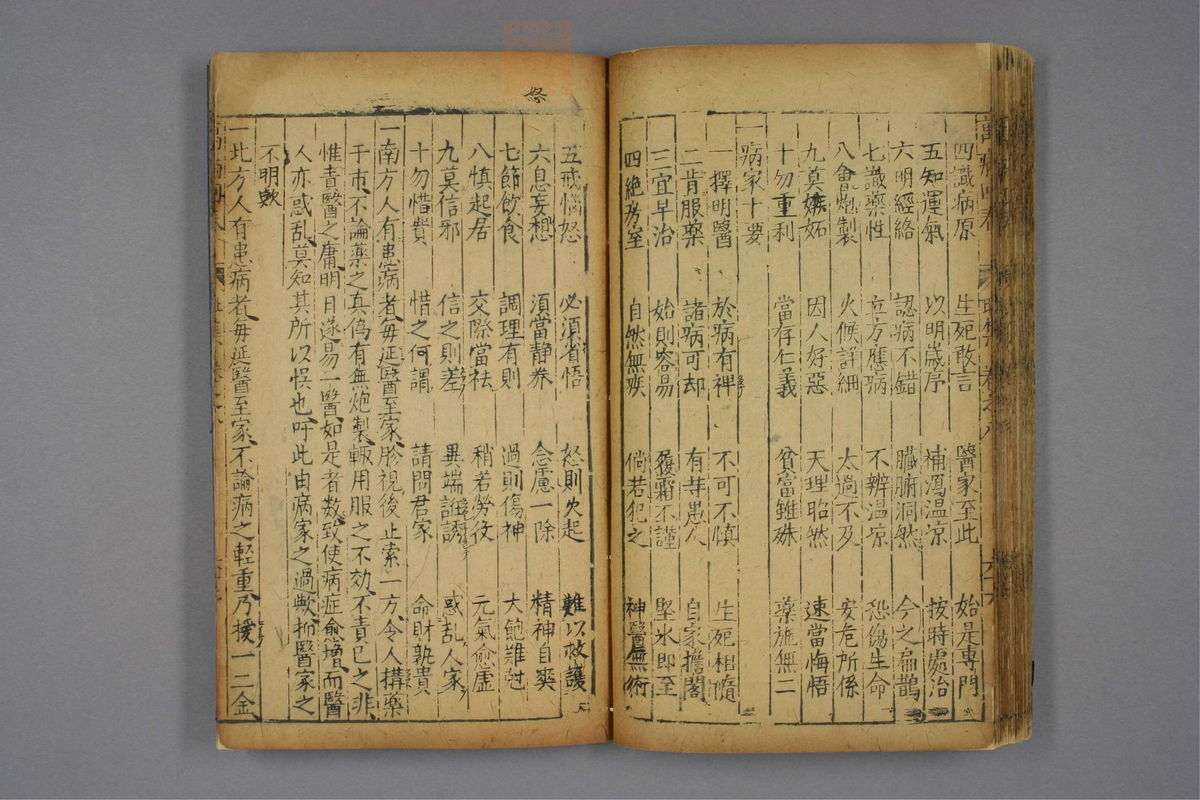 四識病原 生死敢言 醫家至此 始是專門
五知運氣 以明歲序 補瀉温凉 按時處治
六明經絡 認病不錯 臟腑洞然 今之扁鵲
七識藥性 立方應病 不辨温凉 恐傷生命
八會炮製 火候詳細 太過不及 安危所係
九莫嫉妬 因人好惡 天理昭然 速當悔悟
十勿重利 當存仁義 貧富雖殊 藥施無二
一病家十要
一擇明醫 於病有裨 不可不慎 生死相隨
二肯服藥 諸病可却 有等愚人 自家擔閣
三宜早治 始則容易 履霜不謹 堅氷即至
四絶房室 自然無疾 倘若犯之 神醫無術
五戒惱怒 必須省悟 怒則火起 難以救護
六息妄想 須當静養 念慮一除 精神自爽
七節飲食 調理有則 過則傷神 大飽難尅
八慎起居 交際當祛 稍若勞役 元氣愈虛
九莫信邪 信之則差 異端誑誘 惑乱人家
十勿惜費 惜之何謂 請問君家 命財孰貴
一南方人有患病者每延醫至家胗視後止索一方令人搆藥
于市不論藥之真偽有無炮製輙用服之不効不責己之非
惟責醫之庸明日遂易一醫如是者数致使病症愈增而醫
人亦惑乱莫知其所以悮也吁此由病家之過歟抑醫家之
不明歟
一北方人有患病者每延醫至家不論病之輕重乃援一二金
怒